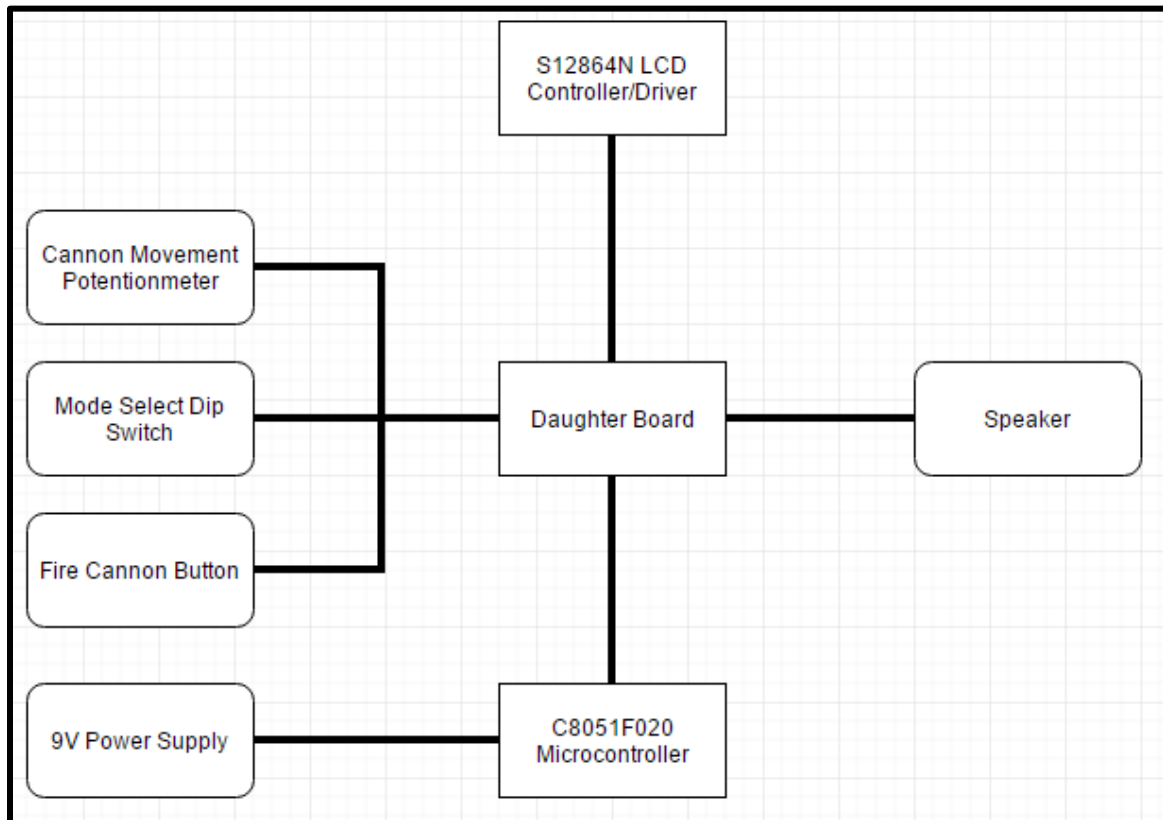 S12864N LCD
Controller/Driver
Cannon Movement
Potentionmeter
Mode Select Dip
Switch
Daughter Board
Speaker
Fire Cannon Button
9V Power Supply
C8051F020
Microcontroller